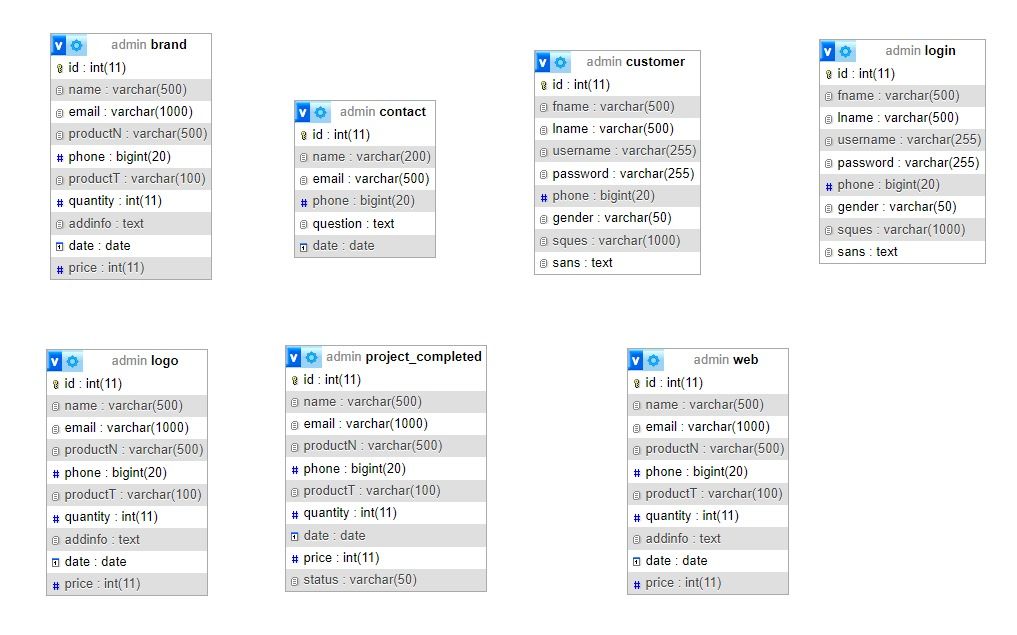 admin brand
id : int(11)
name : varchar(500)
email : varchar(1000)
productN : varchar(500)
phone : bigint(20)
productT : varchar(100)
quantity : int(11)
addinfo : text
date : date
price : int(11)
admin contact
id : int(11)
name : varchar(200)
email : varchar(500)
phone : bigint(20)
question : text
date : date
admin customer
id : int(11)
fname : varchar(500)
lname : varchar(500)
username : varchar(255)
password : varchar(255)
phone : bigint(20)
gender : varchar(50)
sques : varchar(1000)
sans : text
admin login
id : int(11)
fname : varchar(500)
lname : varchar(500)
username : varchar(255)
password : varchar(255)
phone : bigint(20)
gender : varchar(50)
sques : varchar(1000)
sans : text
admin logo
id : int(11)
name : varchar(500)
email : varchar(1000)
productN : varchar(500)
phone : bigint(20)
productT : varchar(100)
quantity : int(11)
addinfo : text
date : date
price : int(11)
admin project_completed
id : int(11)
name : varchar(500)
email : varchar(1000)
productN : varchar(500)
phone : bigint(20)
productT : varchar(100)
quantity : int(11)
date : date
price : int(11)
status : varchar(50)
admin web
id : int(11)
name : varchar(500)
email : varchar(1000)
productN : varchar(500)
phone : bigint(20)
productT : varchar(100)
quantity : int(11)
addinfo : text
date : date
price : int(11)